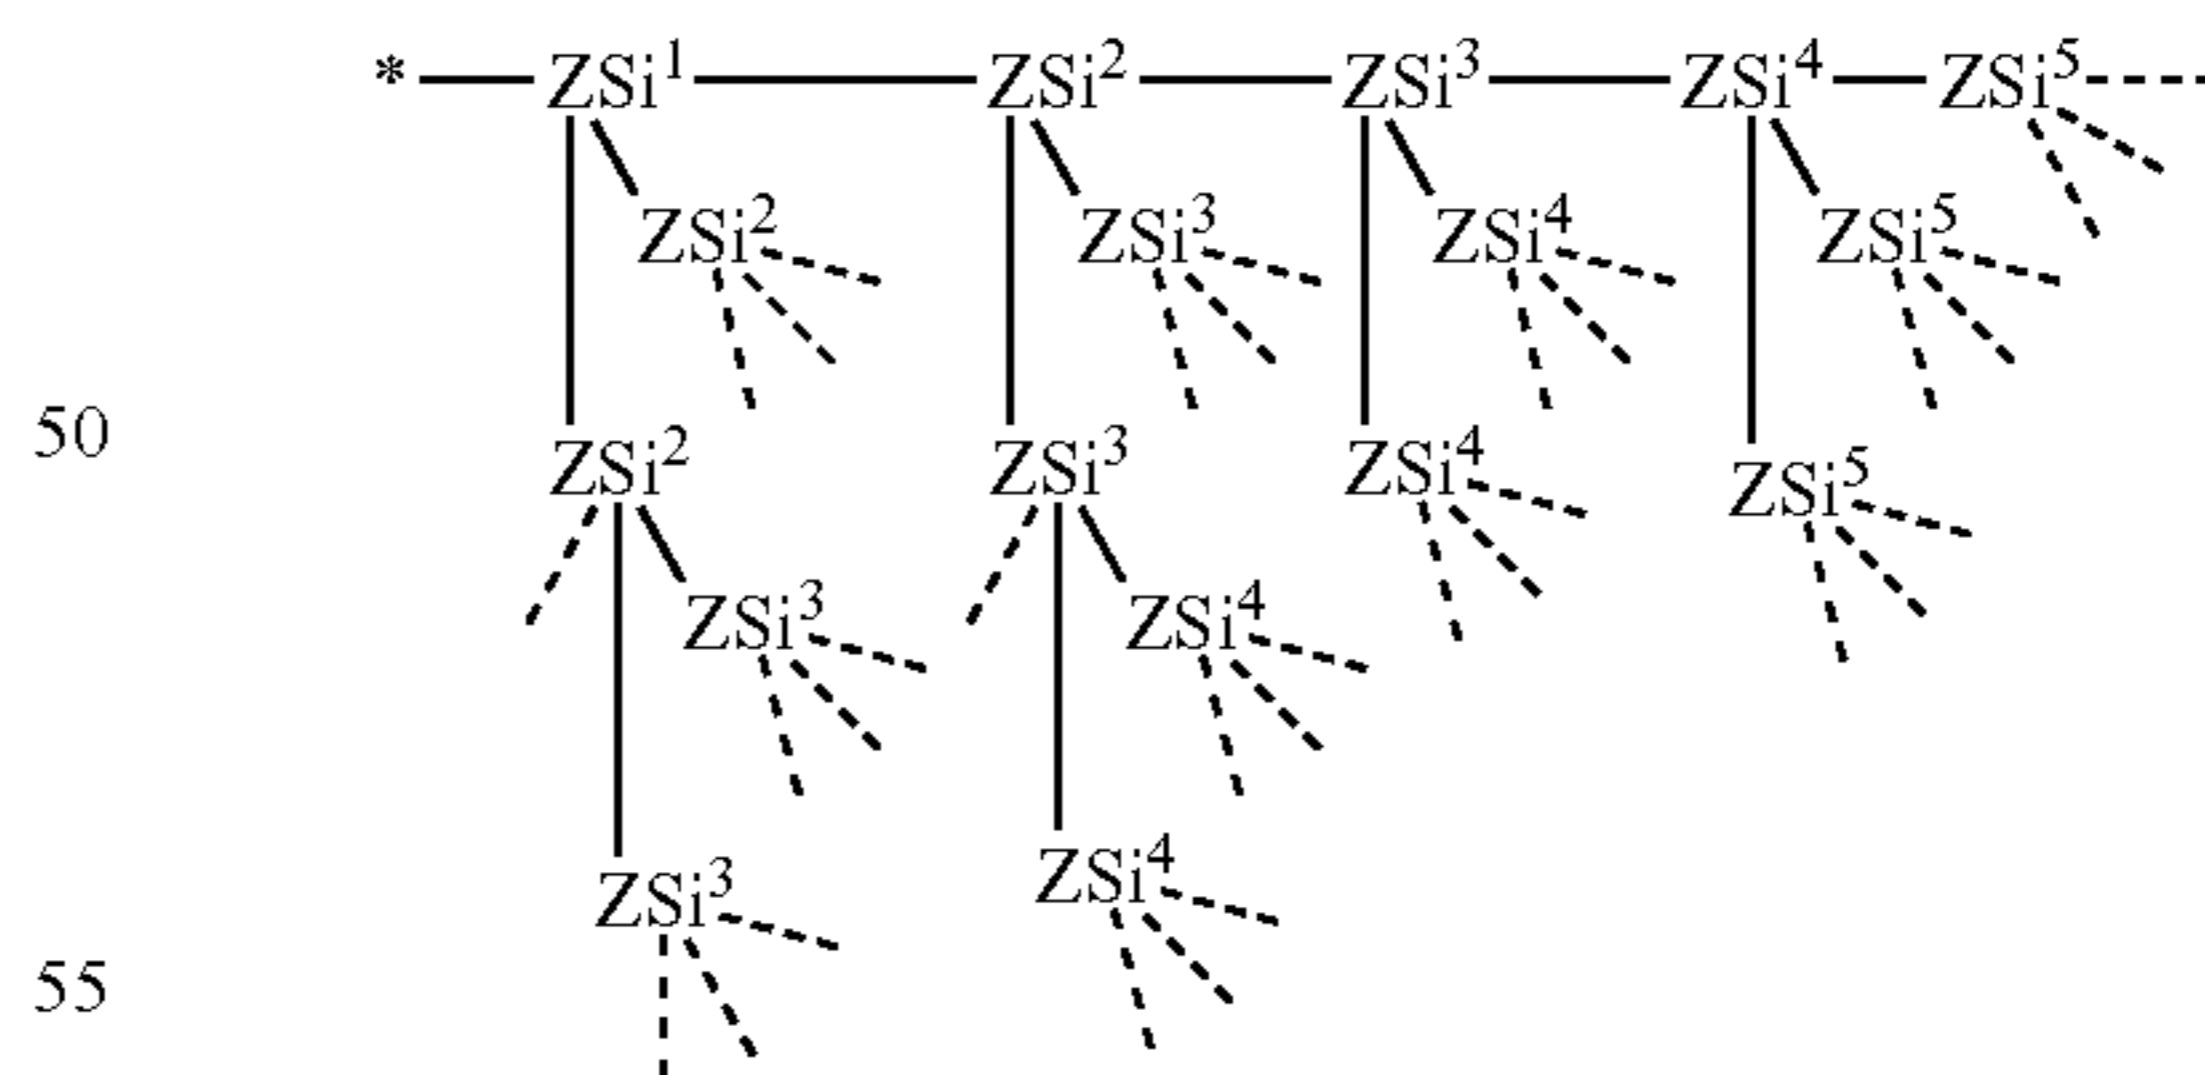 * ZSi¹ ZSi² ZSi³ ZSi⁴ ZSi⁵
ZSi² ZSi³ ZSi⁴ ZSi⁵
50
ZSi² ZSi³ ZSi⁴ ZSi⁵
ZSi³ ZSi⁴
ZSi³ ZSi⁴
55